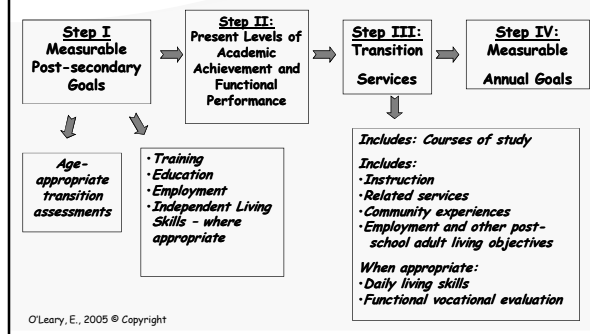 Step I
Measurable
Post-secondary
Goals
Step II:
Present Levels of
Academic
Achievement and
Functional
Performance
Step III:
Transition
Services
Step IV:
Measurable
Annual Goals
Age-
appropriate
transition
assessments
·Training
·Education
·Employment
·Independent Living
Skills – where
appropriate
Includes: Courses of study
Includes:
·Instruction
·Related services
·Community experiences
·Employment and other post-
school adult living objectives
When appropriate:
·Daily living skills
·Functional vocational evaluation
O'Leary, E., 2005 © Copyright